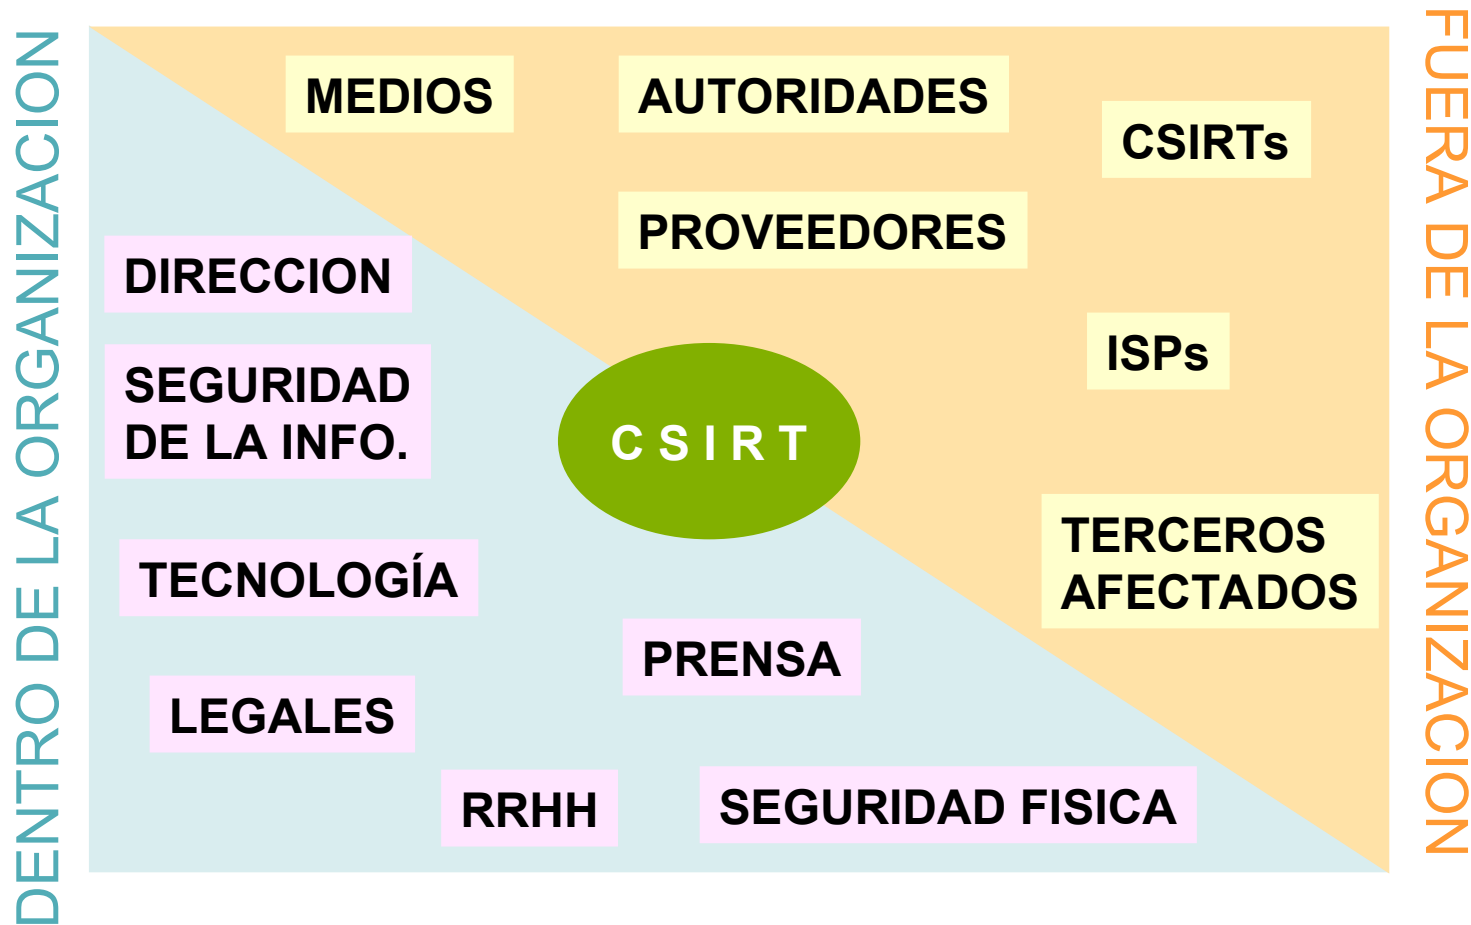 DENTRO DE LA ORGANIZACION
FUERA DE LA ORGANIZACION
MEDIOS
AUTORIDADES
CSIRTs
PROVEEDORES
DIRECCION
ISPs
SEGURIDAD
DE LA INFO.
C S I R T
TERCEROS
AFECTADOS
TECNOLOGÍA
PRENSA
LEGALES
RRHH
SEGURIDAD FISICA